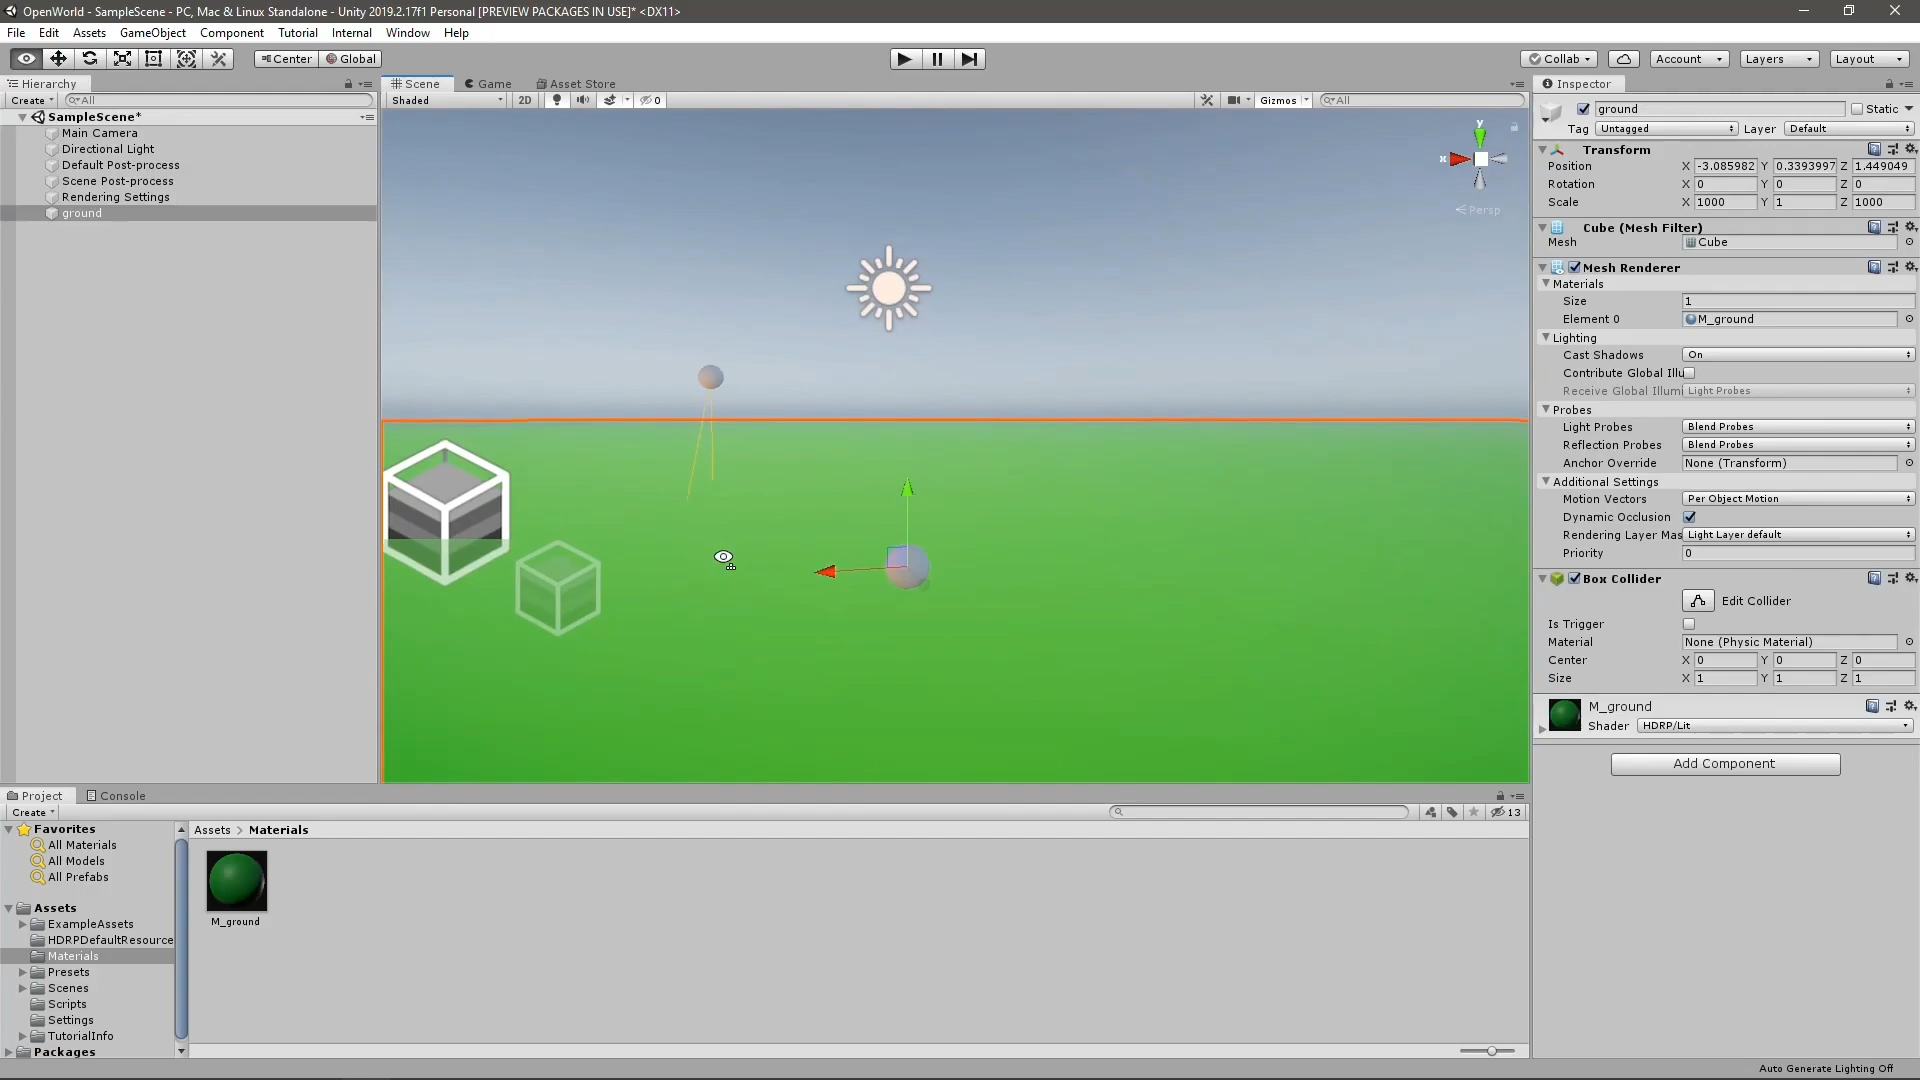 OpenWorld - SampleScene - PC, Mac & Linux Standalone - Unity 2019.2.17f1 Personal [PREVIEW PACKAGES IN USE]* <DX11>
File Edit Assets GameObject Component Tutorial Internal Window Help
Center Global Collab Account Layers Layout
Hierarchy
Create All
SampleScene*
Main Camera
Directional Light
Default Post-process
Scene Post-process
Rendering Settings
ground
Scene Game Asset Store
Shaded 2D 0 Gizmos All
y
x
Persp
Inspector
ground Static
Tag Untagged Layer Default
Transform
Position X -3.085982 Y 0.3393997 Z 1.449049
Rotation X 0 Y 0 Z 0
Scale X 1000 Y 1 Z 1000
Cube (Mesh Filter)
Mesh Cube
Mesh Renderer
Materials
Size 1
Element 0 M_ground
Lighting
Cast Shadows On
Contribute Global Illu
Receive Global Illumi Light Probes
Probes
Light Probes Blend Probes
Reflection Probes Blend Probes
Anchor Override None (Transform)
Additional Settings
Motion Vectors Per Object Motion
Dynamic Occlusion
Rendering Layer Mas Light Layer default
Priority 0
Box Collider
Edit Collider
Is Trigger
Material None (Physic Material)
Center X 0 Y 0 Z 0
Size X 1 Y 1 Z 1
M_ground
Shader HDRP/Lit
Add Component
Project Console
Create 13
Favorites
All Materials
All Models
All Prefabs
Assets
ExampleAssets
HDRPDefaultResource
Materials
Presets
Scenes
Scripts
Settings
TutorialInfo
Packages
Assets > Materials
M_ground
Auto Generate Lighting Off